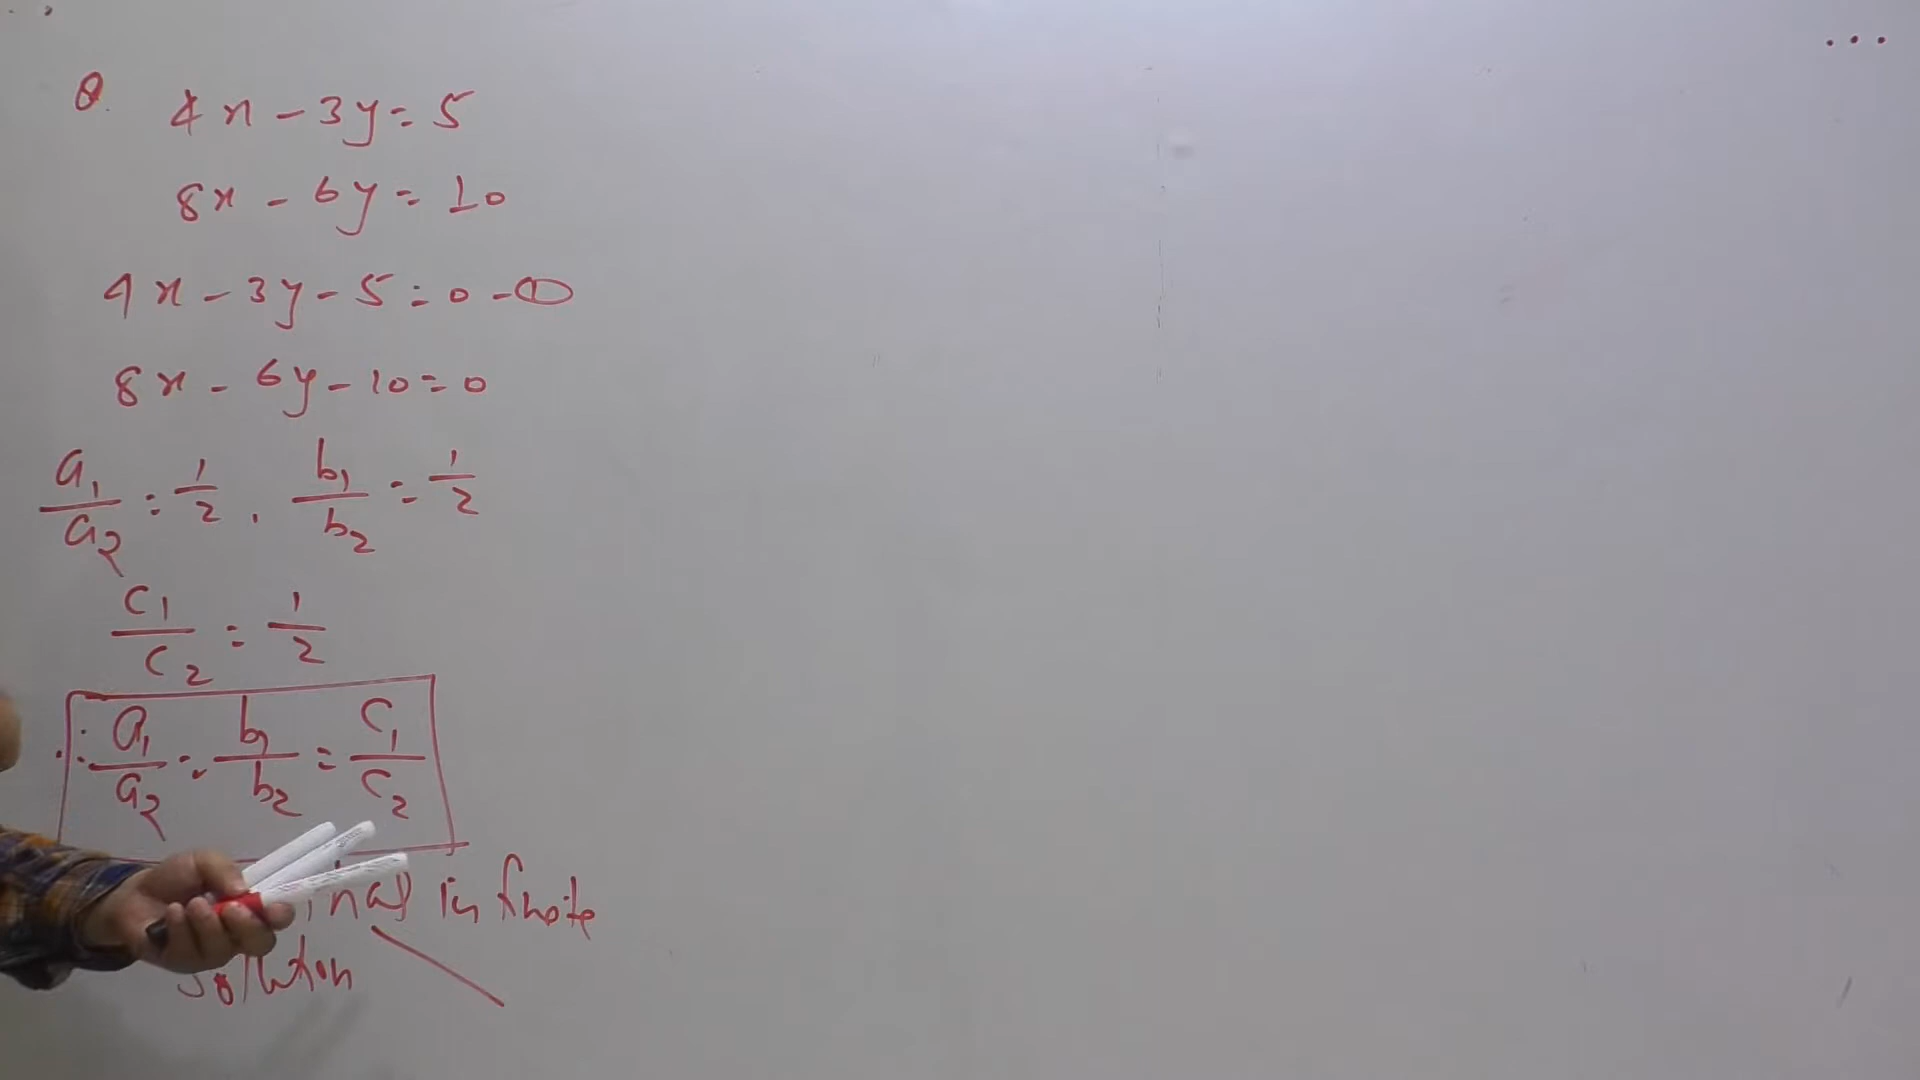 Q. 4x - 3y = 5
8x - 6y = 10
4x - 3y - 5 = 0 - ①
8x - 6y - 10 = 0
a₁/a₂ = 1/2 . b₁/b₂ = 1/2
c₁/c₂ = 1/2
∴ a₁/a₂ = b₁/b₂ = c₁/c₂
infinite
solution